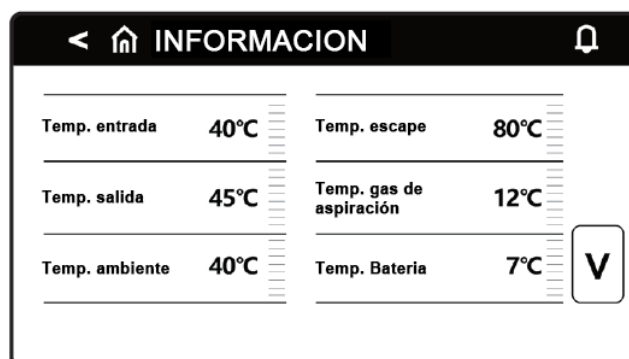 < INFORMACION
Temp. entrada 40°C
Temp. escape 80°C
Temp. salida 45°C
Temp. gas de
aspiración 12°C
Temp. ambiente 40°C
Temp. Bateria 7°C
V